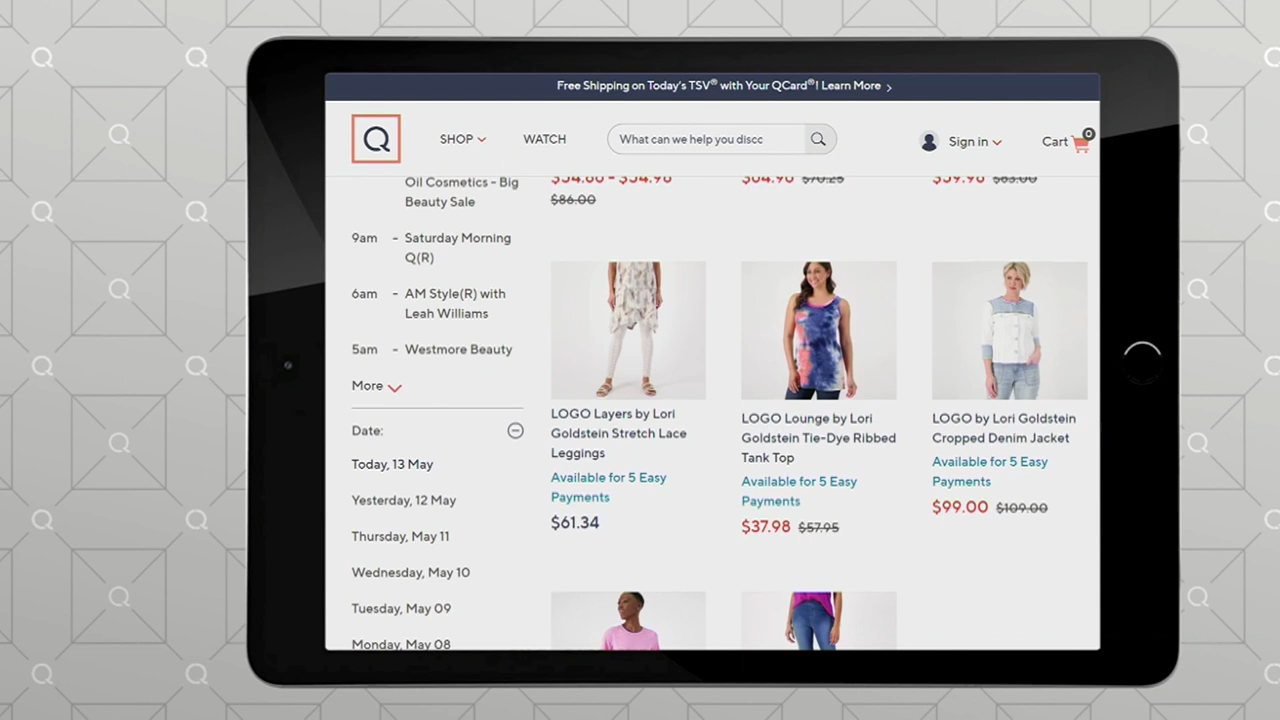 Free Shipping on Today's TSV® with Your QCard®! Learn More >
Q
SHOP
WATCH
What can we help you discc
Sign in
Cart
0
Oil Cosmetics - Big
Beauty Sale
9am - Saturday Morning
Q(R)
6am - AM Style(R) with
Leah Williams
5am - Westmore Beauty
More
Date:
Today, 13 May
Yesterday, 12 May
Thursday, May 11
Wednesday, May 10
Tuesday, May 09
Monday, May 08
$86.00
$70.25
$83.00
LOGO Layers by Lori
Goldstein Stretch Lace
Leggings
Available for 5 Easy
Payments
$61.34
LOGO Lounge by Lori
Goldstein Tie-Dye Ribbed
Tank Top
Available for 5 Easy
Payments
$37.98 $57.95
LOGO by Lori Goldstein
Cropped Denim Jacket
Available for 5 Easy
Payments
$99.00 $109.00